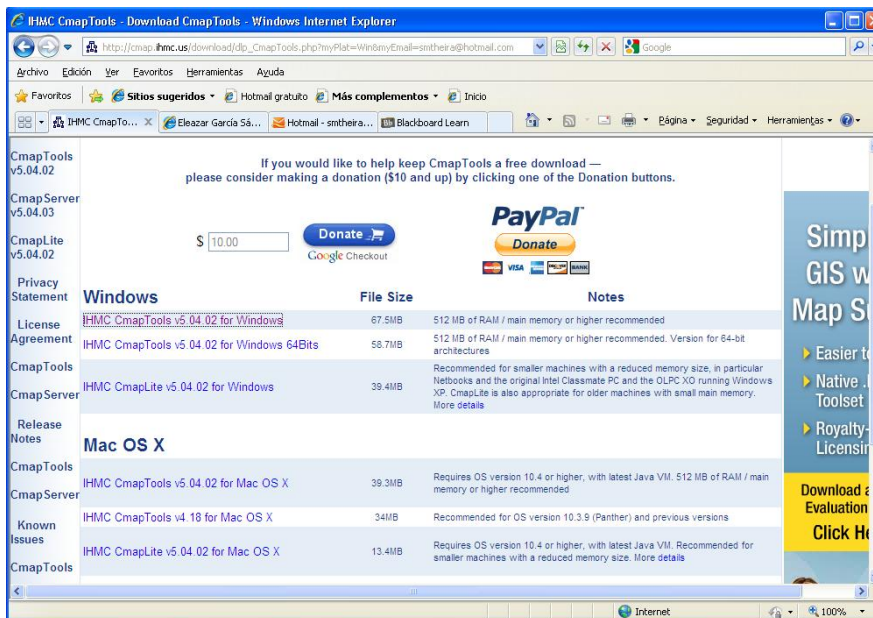 IHMC CmapTools - Download CmapTools - Windows Internet Explorer
http://cmap.ihmc.us/download/dlp_CmapTools.php?myPlat=Win&myEmail=smtheira@hotmail.com
Google
Archivo Edición Ver Favoritos Herramientas Ayuda
Favoritos Sitios sugeridos Hotmail gratuito Más complementos Inicio
IHMC CmapTo... Eleazar García Sá... Hotmail - smtheira... Blackboard Learn Página Seguridad Herramientas
CmapTools
v5.04.02
CmapServer
v5.04.03
CmapLite
v5.04.02
Privacy
Statement
License
Agreement
CmapTools
CmapServer
Release
Notes
CmapTools
CmapServer
Known
Issues
CmapTools
If you would like to help keep CmapTools a free download —
please consider making a donation ($10 and up) by clicking one of the Donation buttons.
$ 10.00
Donate
Google Checkout
PayPal
Donate
VISA
BANK
Windows File Size Notes
IHMC CmapTools v5.04.02 for Windows 67.5MB 512 MB of RAM / main memory or higher recommended
IHMC CmapTools v5.04.02 for Windows 64Bits 58.7MB 512 MB of RAM / main memory or higher recommended. Version for 64-bit
architectures
IHMC CmapLite v5.04.02 for Windows 39.4MB Recommended for smaller machines with a reduced memory size, in particular
Netbooks and the original Intel Classmate PC and the OLPC XO running Windows
XP. CmapLite is also appropriate for older machines with small main memory.
More details
Mac OS X
IHMC CmapTools v5.04.02 for Mac OS X 39.3MB Requires OS version 10.4 or higher, with latest Java VM. 512 MB of RAM / main
memory or higher recommended
IHMC CmapTools v4.18 for Mac OS X 34MB Recommended for OS version 10.3.9 (Panther) and previous versions
IHMC CmapLite v5.04.02 for Mac OS X 13.4MB Requires OS version 10.4 or higher, with latest Java VM. Recommended for
smaller machines with a reduced memory size. More details
Simp
GIS w
Map S
Easier t
Native .
Toolset
Royalty-
Licensin
Download a
Evaluation
Click H
Internet 100%